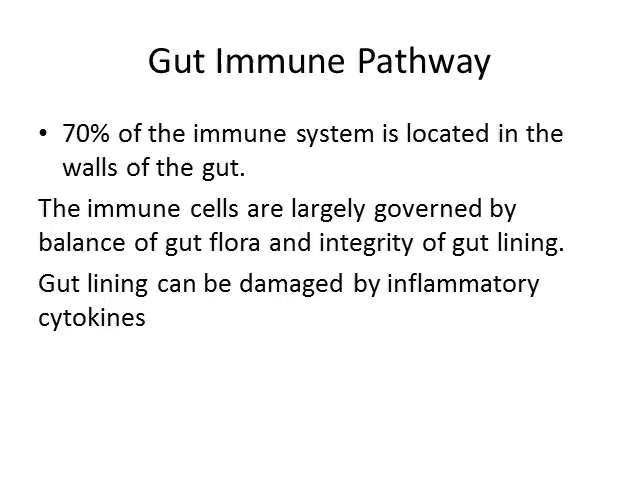 Gut Immune Pathway
• 70% of the immune system is located in the
walls of the gut.
The immune cells are largely governed by
balance of gut flora and integrity of gut lining.
Gut lining can be damaged by inflammatory
cytokines